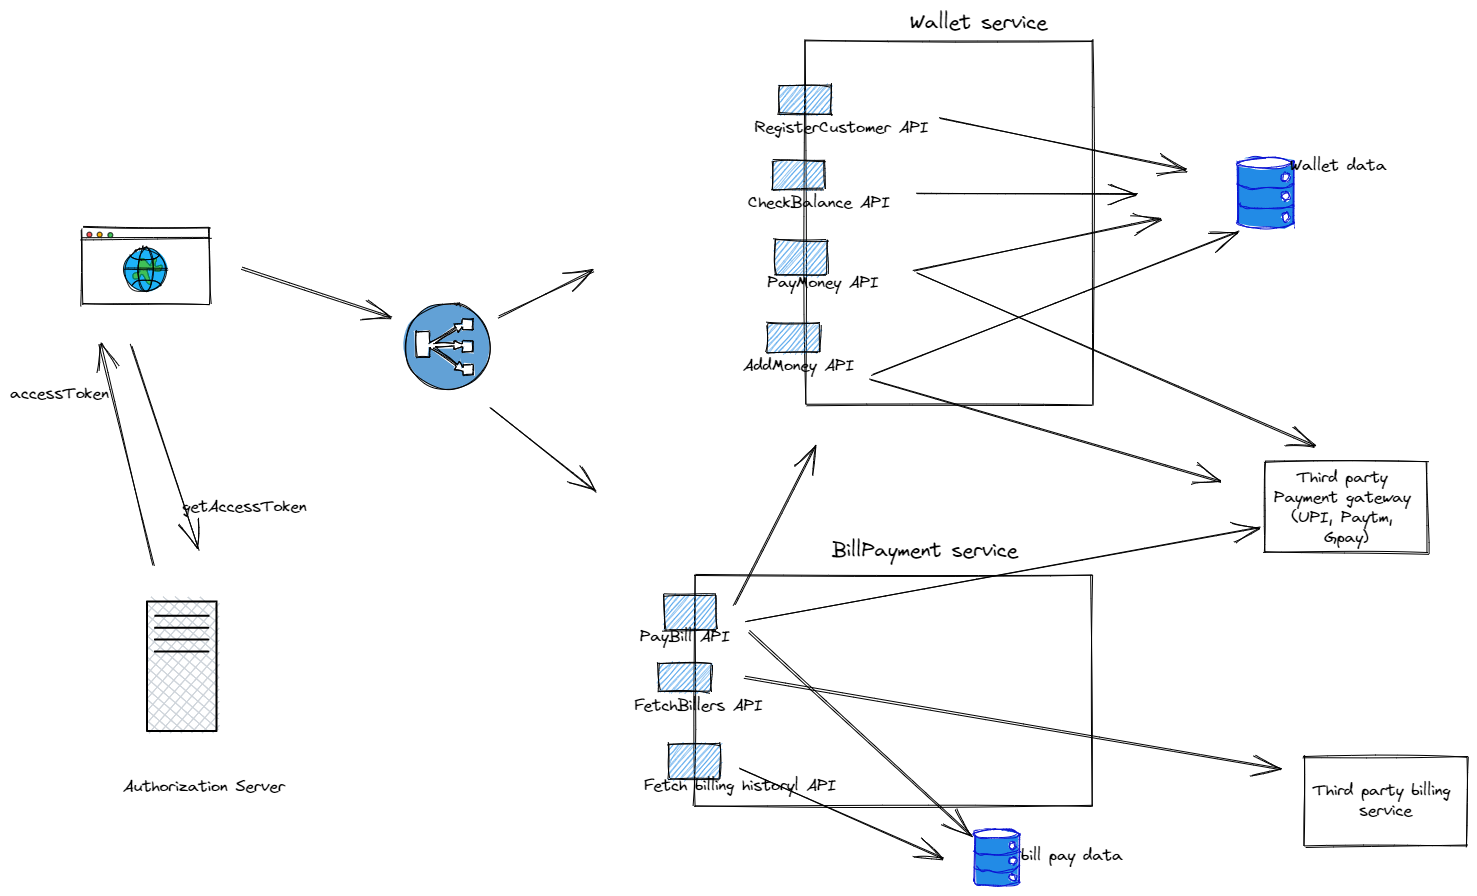 Wallet service
RegisterCustomer API
Wallet data
CheckBalance API
PayMoney API
AddMoney API
accessToken
getAccessToken
Third party
Payment gateway
(UPI, Paytm,
Gpay)
BillPayment service
PayBill API
FetchBillers API
Fetch billing historyl API
Authorization Server
Third party billing
service
bill pay data